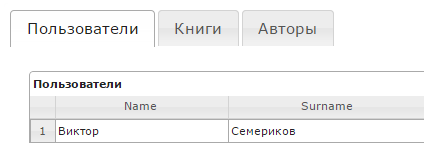 Пользователи Книги Авторы
Пользователи
Name Surname
1 Виктор Семериков